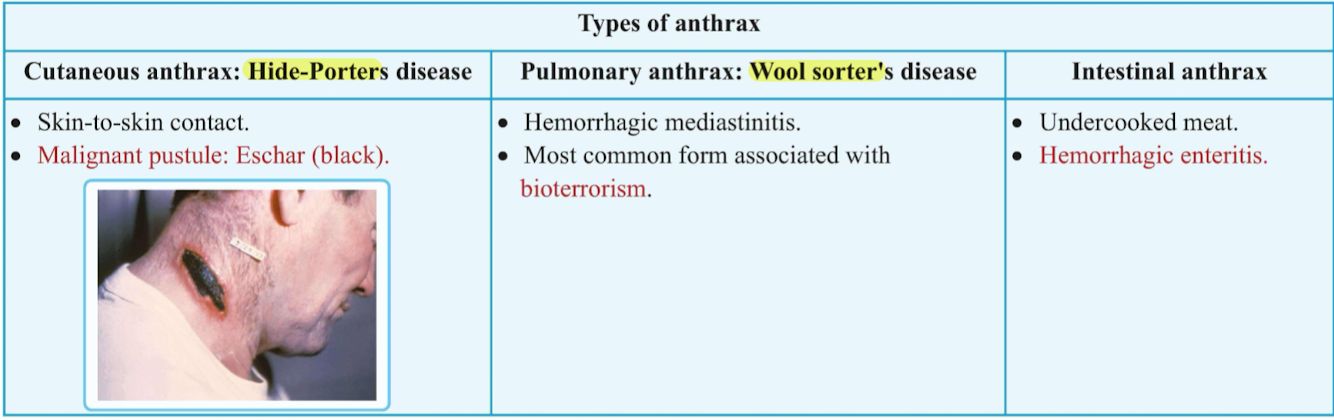 Types of anthrax
Cutaneous anthrax: Hide-Porters disease
Pulmonary anthrax: Wool sorter's disease
Intestinal anthrax
• Skin-to-skin contact.
• Malignant pustule: Eschar (black).
• Hemorrhagic mediastinitis.
• Most common form associated with
bioterrorism.
• Undercooked meat.
• Hemorrhagic enteritis.